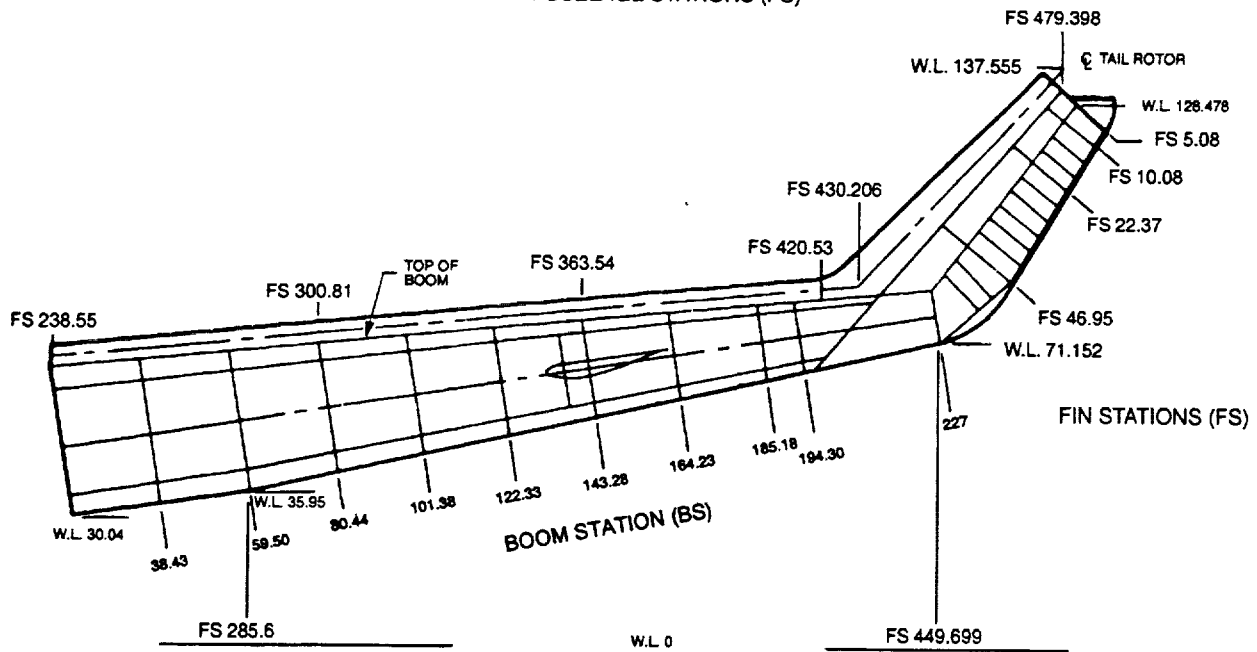 FS 479.398
W.L. 137.555
℄ TAIL ROTOR
W.L. 128.478
FS 5.08
FS 10.08
FS 22.37
FS 430.206
FS 420.53
FS 363.54
TOP OF
BOOM
FS 300.81
FS 238.55
FS 46.95
W.L. 71.152
FIN STATIONS (FS)
227
194.30
185.18
164.23
143.28
122.33
101.38
80.44
59.50
38.43
W.L. 35.95
W.L. 30.04
BOOM STATION (BS)
FS 285.6
W.L. 0
FS 449.699